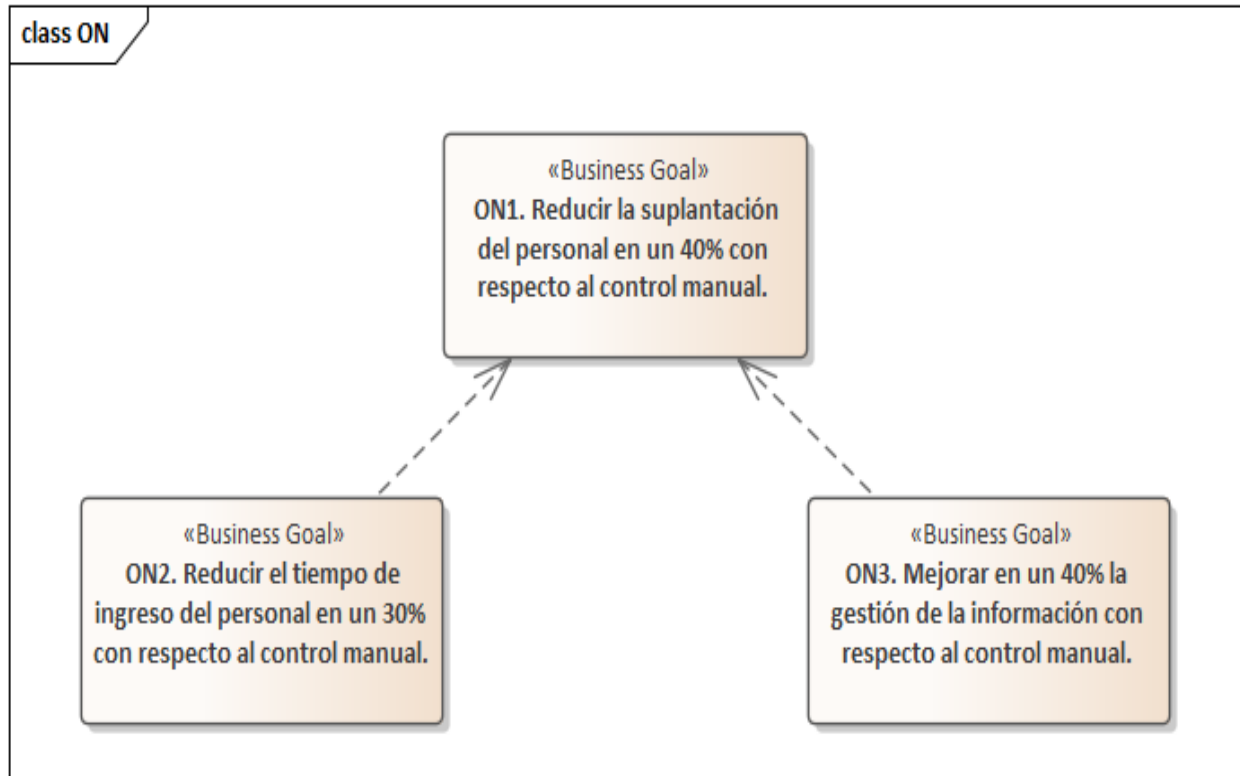 class ON
«Business Goal»
ON1. Reducir la suplantación
del personal en un 40% con
respecto al control manual.
«Business Goal»
ON2. Reducir el tiempo de
ingreso del personal en un 30%
con respecto al control manual.
«Business Goal»
ON3. Mejorar en un 40% la
gestión de la información con
respecto al control manual.